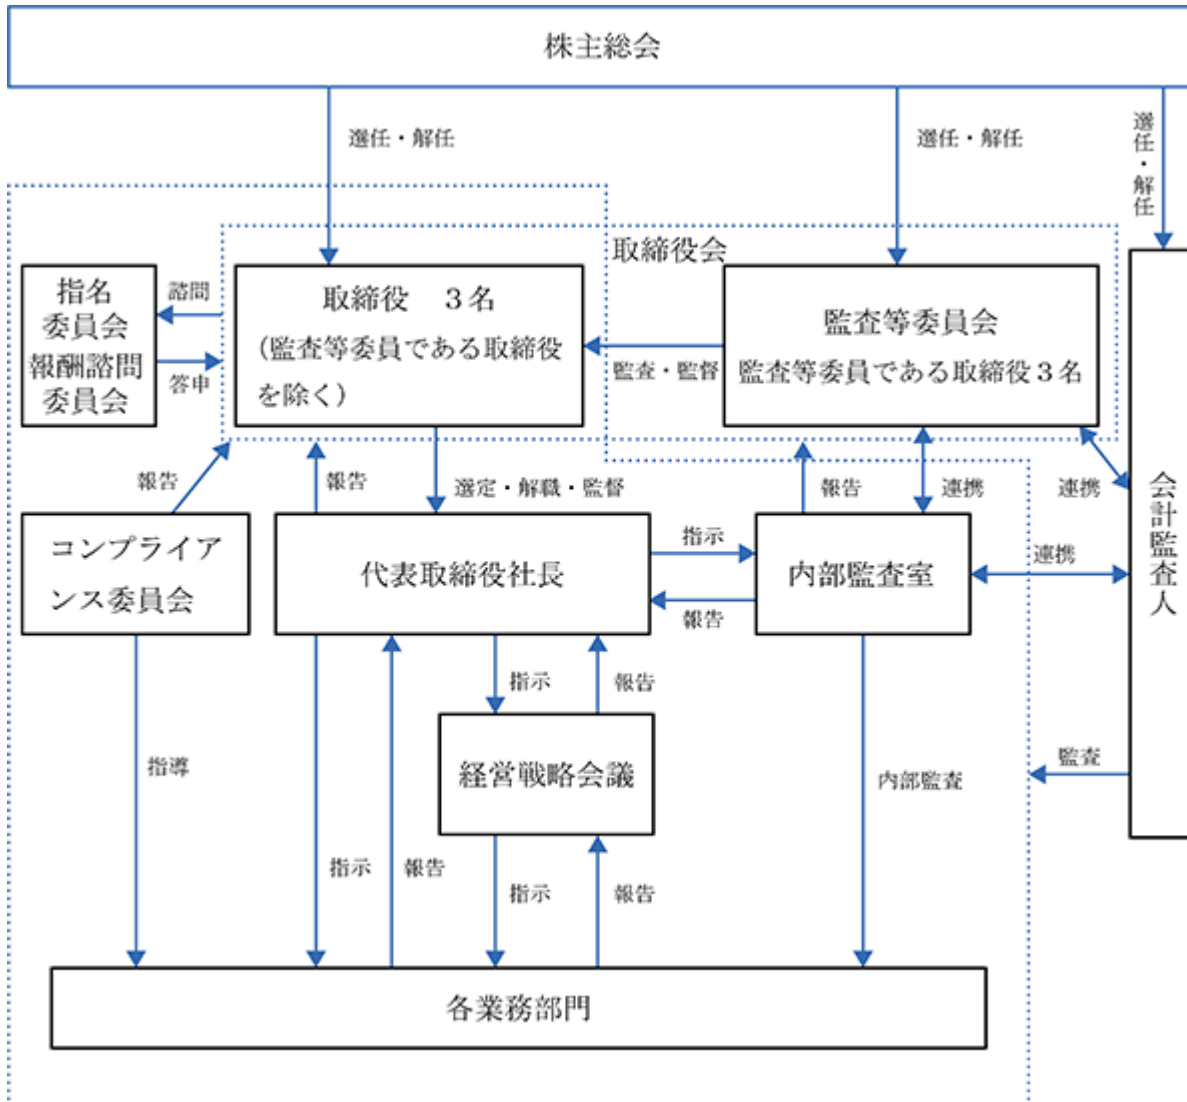 株主総会
選任・解任
選任・解任
選任・解任
取締役会
指名
委員会
報酬諮問
委員会
諮問
答申
取締役　３名
（監査等委員である取締役
を除く）
監査・監督
監査等委員会
監査等委員である取締役３名
報告
報告
選定・解職・監督
報告
連携
連携
コンプライア
ンス委員会
代表取締役社長
指示
報告
内部監査室
連携
会計監査人
指示
報告
指導
経営戦略会議
内部監査
監査
指示
報告
指示
報告
各業務部門